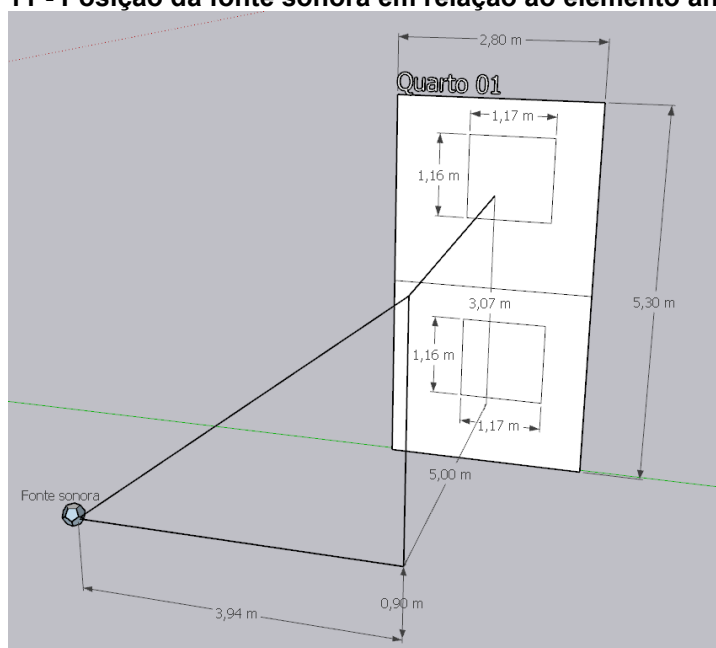 11 - Posição da fonte sonora em relação ao elemento an
2,80 m
Quarto 01
1,17 m
1,16 m
3,07 m
5,30 m
1,16 m
1,17 m
5,00 m
Fonte sonora
0,90 m
3,94 m